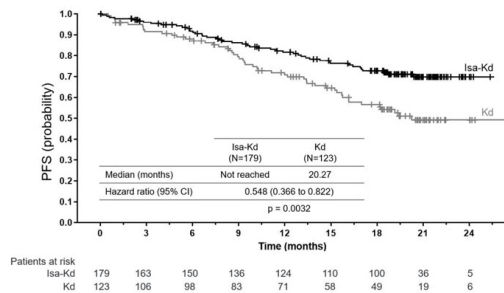 PFS (probability)
1.0
0.9
0.8
0.7
0.6
0.5
0.4
0.3
0.2
0.1
0.0
Isa-Kd
Kd
Isa-Kd Kd
(N=179) (N=123)
Median (months) Not reached 20.27
Hazard ratio (95% CI) 0.548 (0.366 to 0.822)
p = 0.0032
0 3 6 9 12 15 18 21 24
Time (months)
Patients at risk
Isa-Kd 179 163 150 136 124 110 100 36 5
Kd 123 106 98 83 71 58 49 19 6